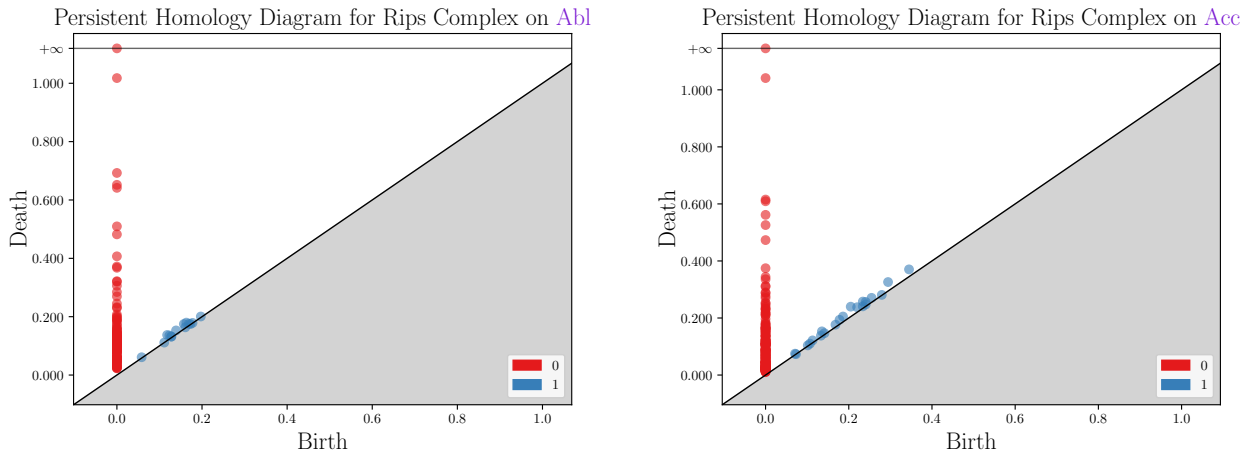 Persistent Homology Diagram for Rips Complex on Abl
+∞
1.000
0.800
0.600
0.400
0.200
0.000
Death
0.0 0.2 0.4 0.6 0.8 1.0
Birth
0
1
Persistent Homology Diagram for Rips Complex on Acc
+∞
1.000
0.800
0.600
0.400
0.200
0.000
Death
0.0 0.2 0.4 0.6 0.8 1.0
Birth
0
1